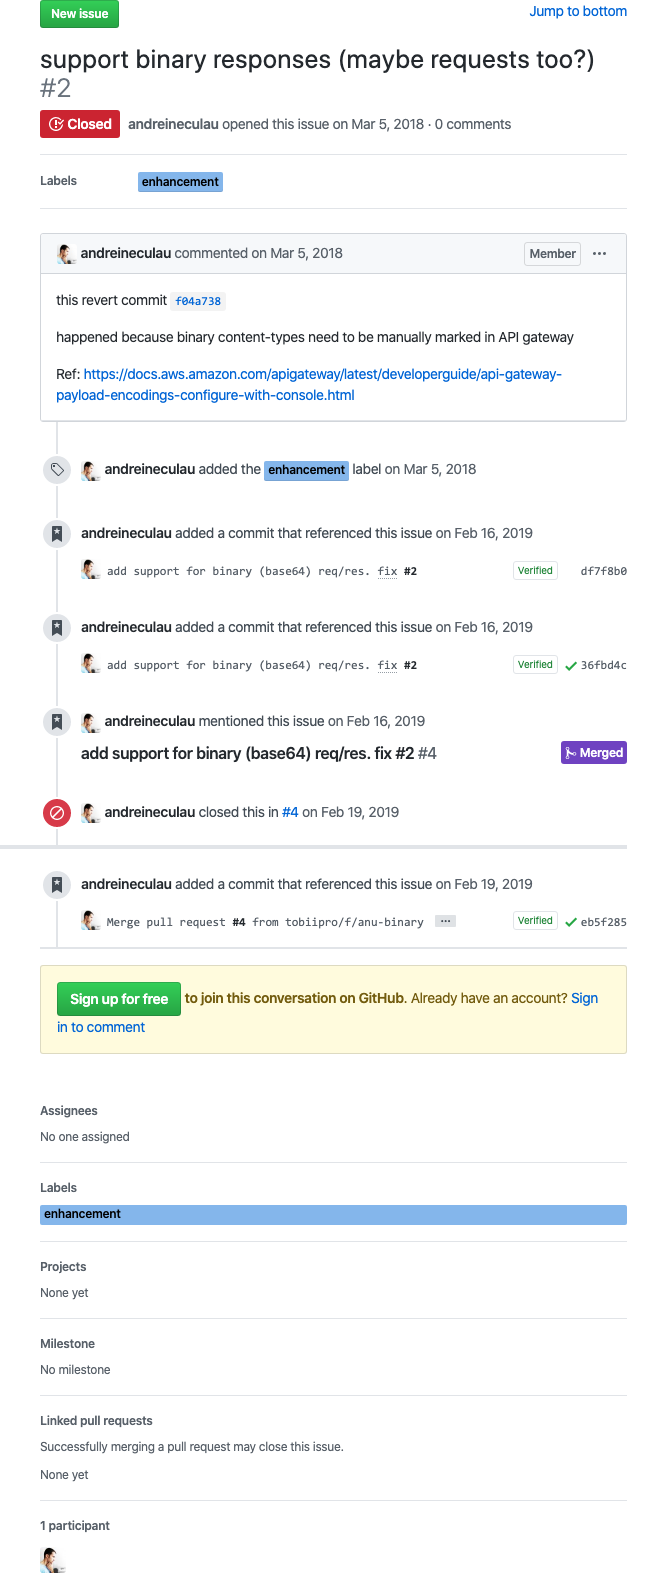 New issue
Jump to bottom
support binary responses (maybe requests too?)
#2
Closed andreineculau opened this issue on Mar 5, 2018 · 0 comments
Labels enhancement
andreineculau commented on Mar 5, 2018 Member ···
this revert commit f04a738
happened because binary content-types need to be manually marked in API gateway
Ref: https://docs.aws.amazon.com/apigateway/latest/developerguide/api-gateway-
payload-encodings-configure-with-console.html
andreineculau added the enhancement label on Mar 5, 2018
andreineculau added a commit that referenced this issue on Feb 16, 2019
add support for binary (base64) req/res. fix #2 Verified df7f8b0
andreineculau added a commit that referenced this issue on Feb 16, 2019
add support for binary (base64) req/res. fix #2 Verified 36fbd4c
andreineculau mentioned this issue on Feb 16, 2019
add support for binary (base64) req/res. fix #2 #4 Merged
andreineculau closed this in #4 on Feb 19, 2019
andreineculau added a commit that referenced this issue on Feb 19, 2019
Merge pull request #4 from tobiipro/f/anu-binary ··· Verified eb5f285
Sign up for free to join this conversation on GitHub. Already have an account? Sign
in to comment
Assignees
No one assigned
Labels
enhancement
Projects
None yet
Milestone
No milestone
Linked pull requests
Successfully merging a pull request may close this issue.
None yet
1 participant